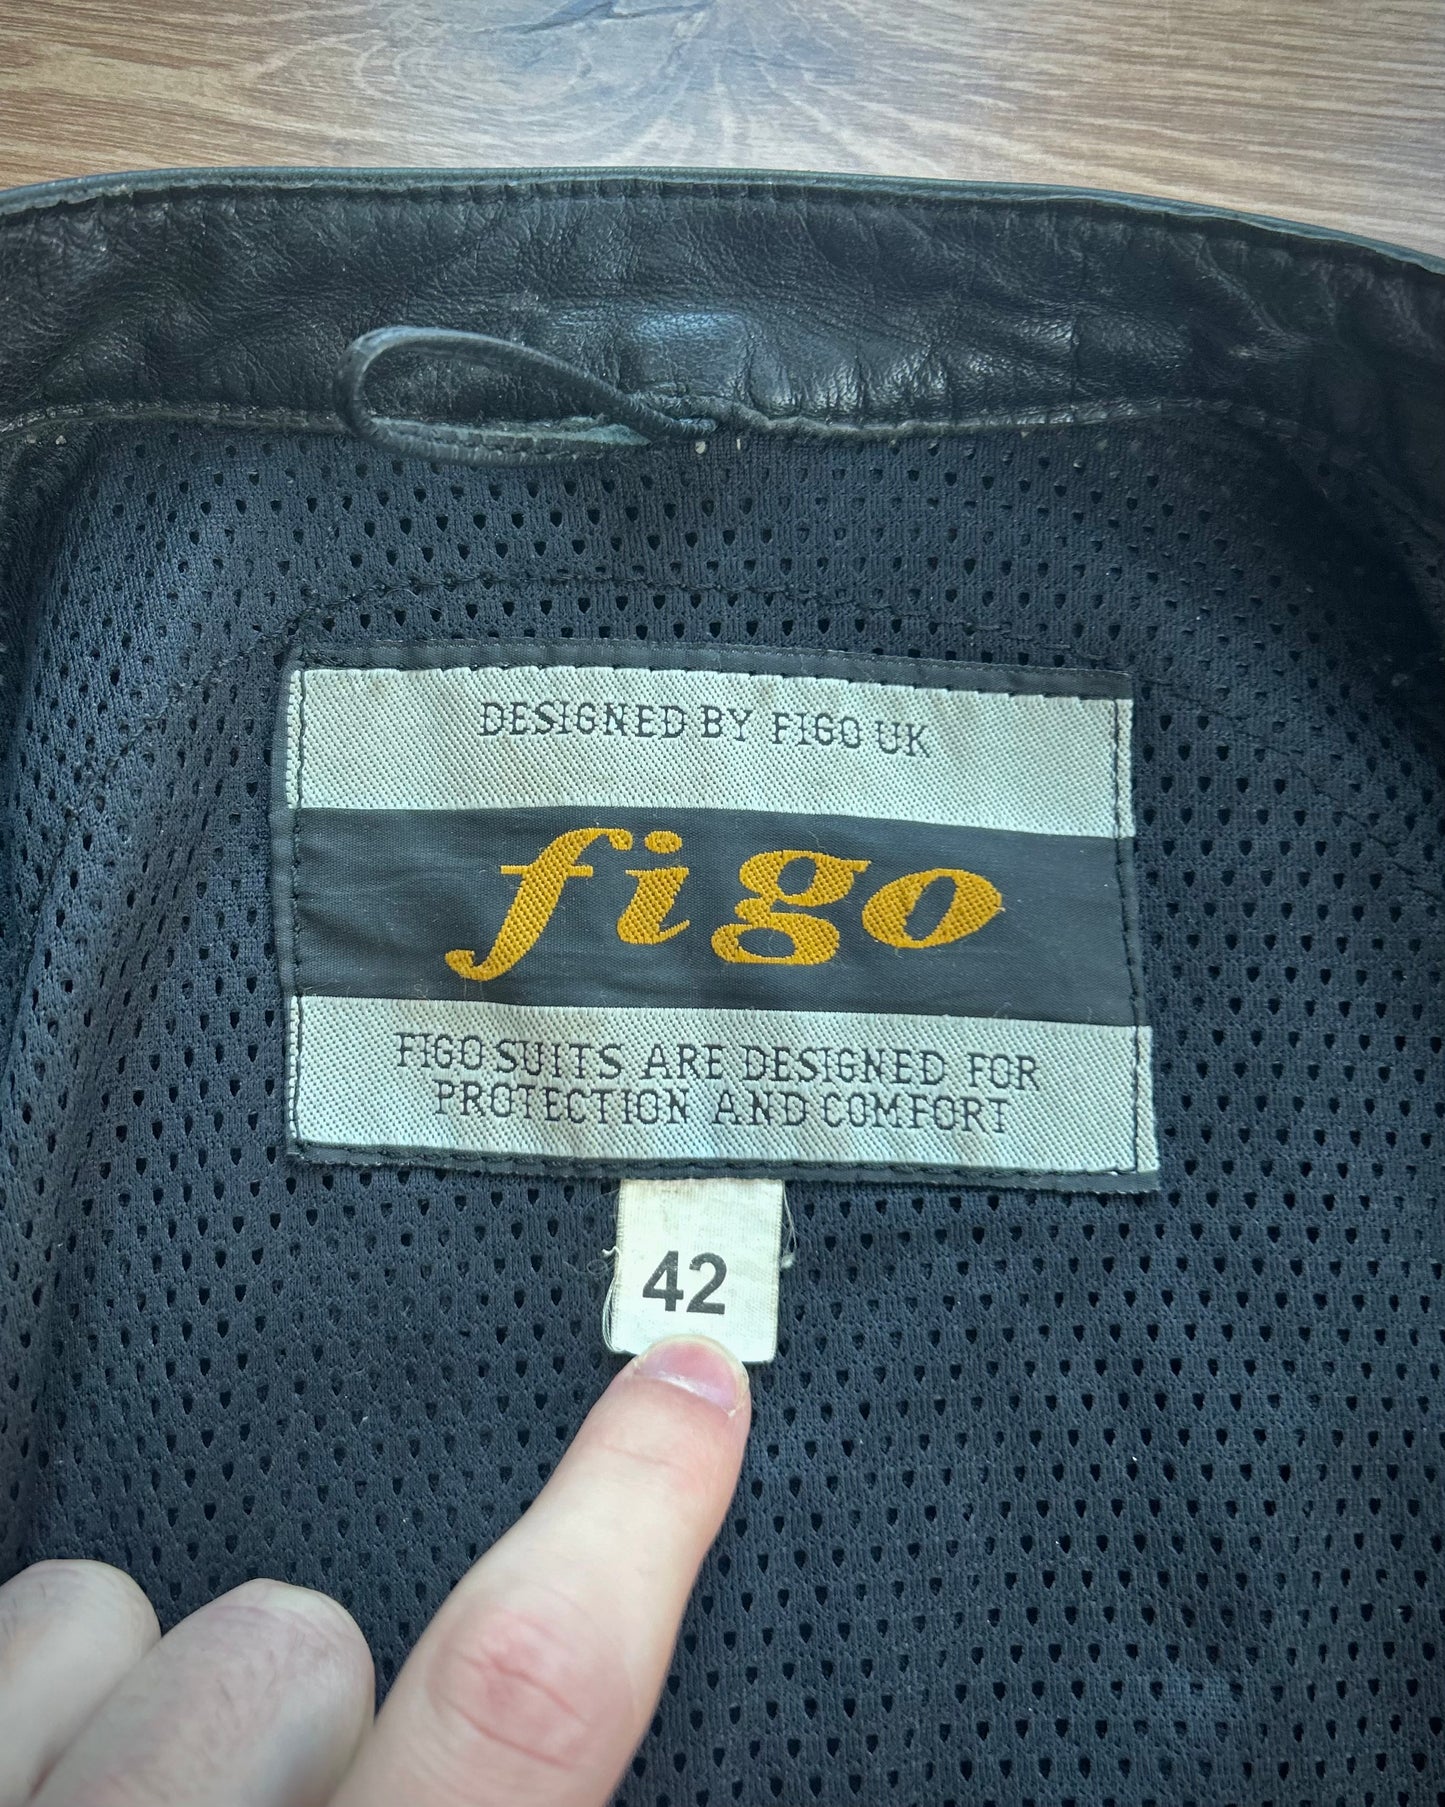 DESIGNED BY FIGO UK
figo
FIGO SUITS ARE DESIGNED FOR
PROTECTION AND COMFORT
42